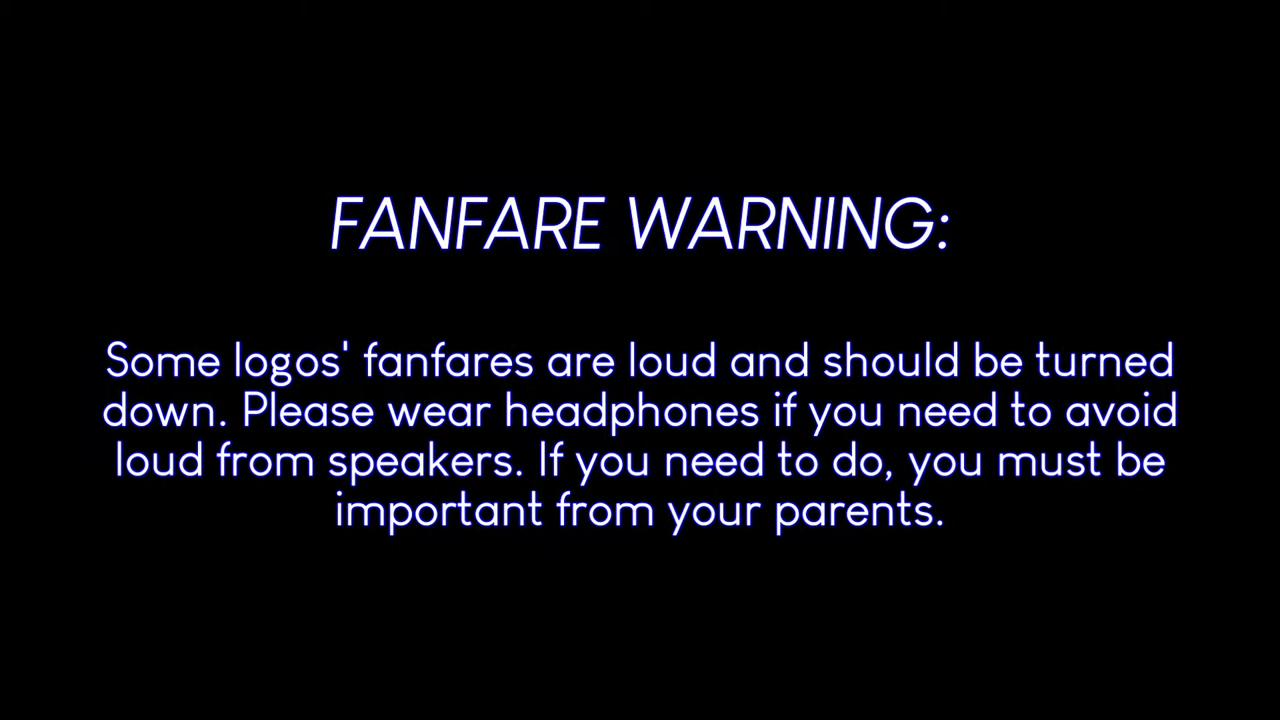 FANFARE WARNING:
Some logos' fanfares are loud and should be turned
down. Please wear headphones if you need to avoid
loud from speakers. If you need to do, you must be
important from your parents.